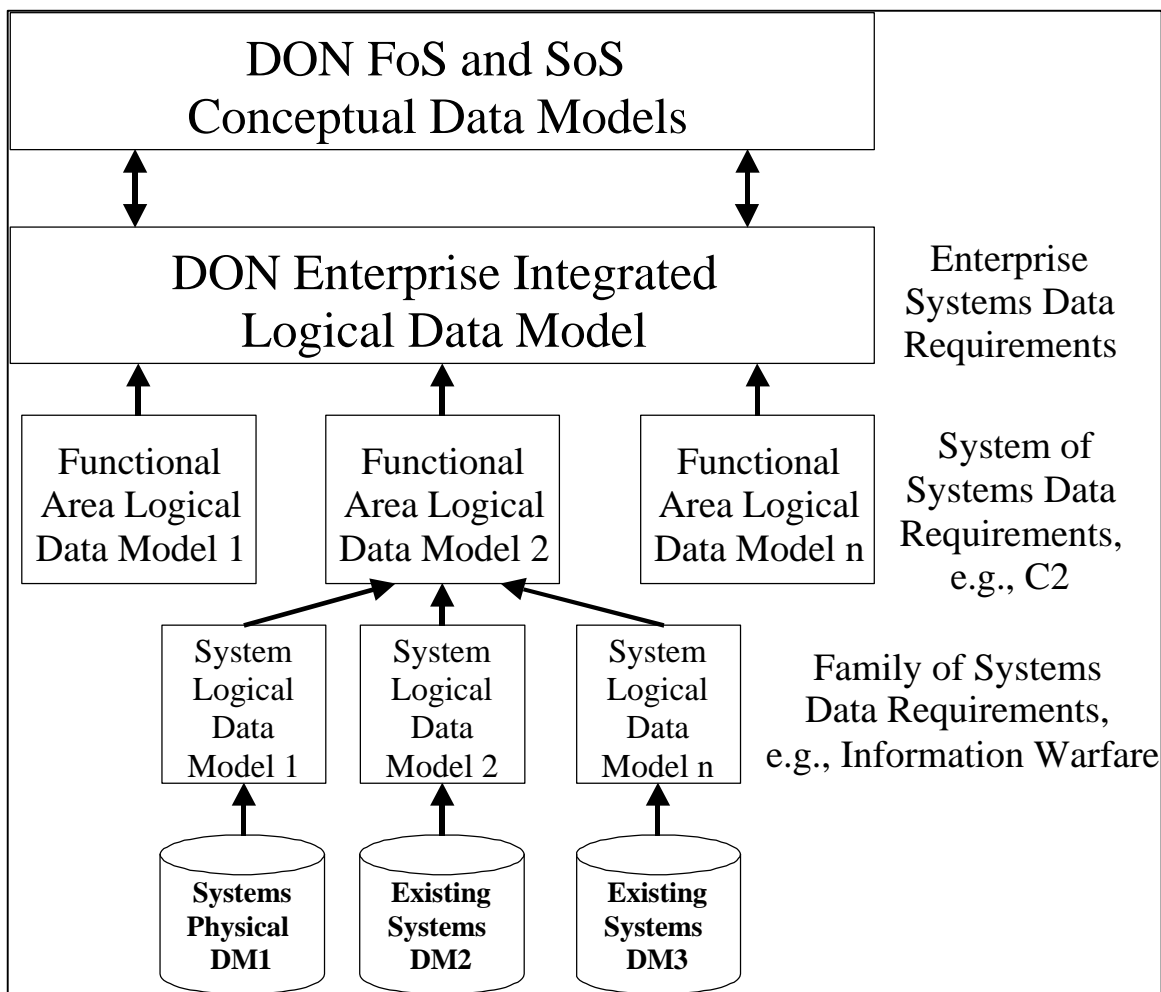 DON FoS and SoS
Conceptual Data Models
DON Enterprise Integrated
Logical Data Model
Enterprise
Systems Data
Requirements
Functional
Area Logical
Data Model 1
Functional
Area Logical
Data Model 2
Functional
Area Logical
Data Model n
System of
Systems Data
Requirements,
e.g., C2
System
Logical
Data
Model 1
System
Logical
Data
Model 2
System
Logical
Data
Model n
Family of Systems
Data Requirements,
e.g., Information Warfare
Systems
Physical
DM1
Existing
Systems
DM2
Existing
Systems
DM3